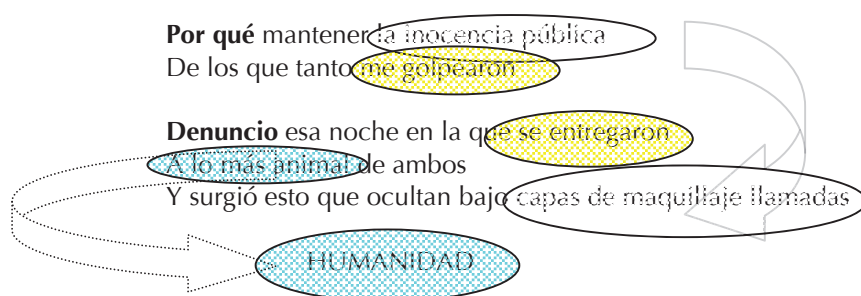 Por qué mantener la inocencia pública
De los que tanto me golpearon
Denuncio esa noche en la que se entregaron
A lo más animal de ambos
Y surgió esto que ocultan bajo capas de maquillaje llamadas
HUMANIDAD